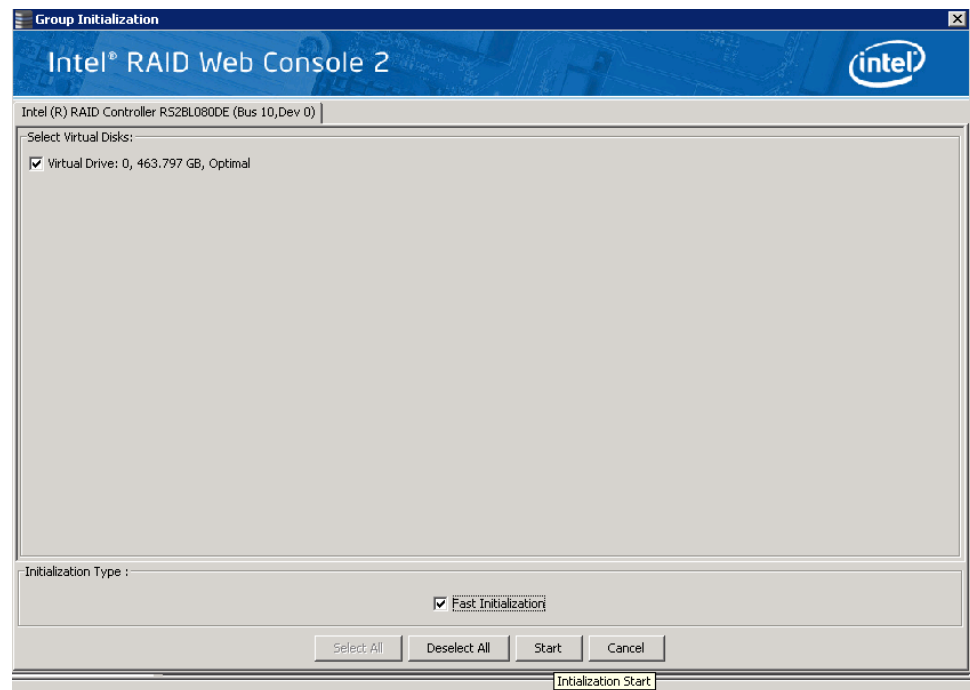 Group Initialization
Intel® RAID Web Console 2
intel
Intel (R) RAID Controller RS2BL080DE (Bus 10,Dev 0)
Select Virtual Disks:
Virtual Drive: 0, 463.797 GB, Optimal
Initialization Type :
Fast Initialization
Select All Deselect All Start Cancel
Intialization Start